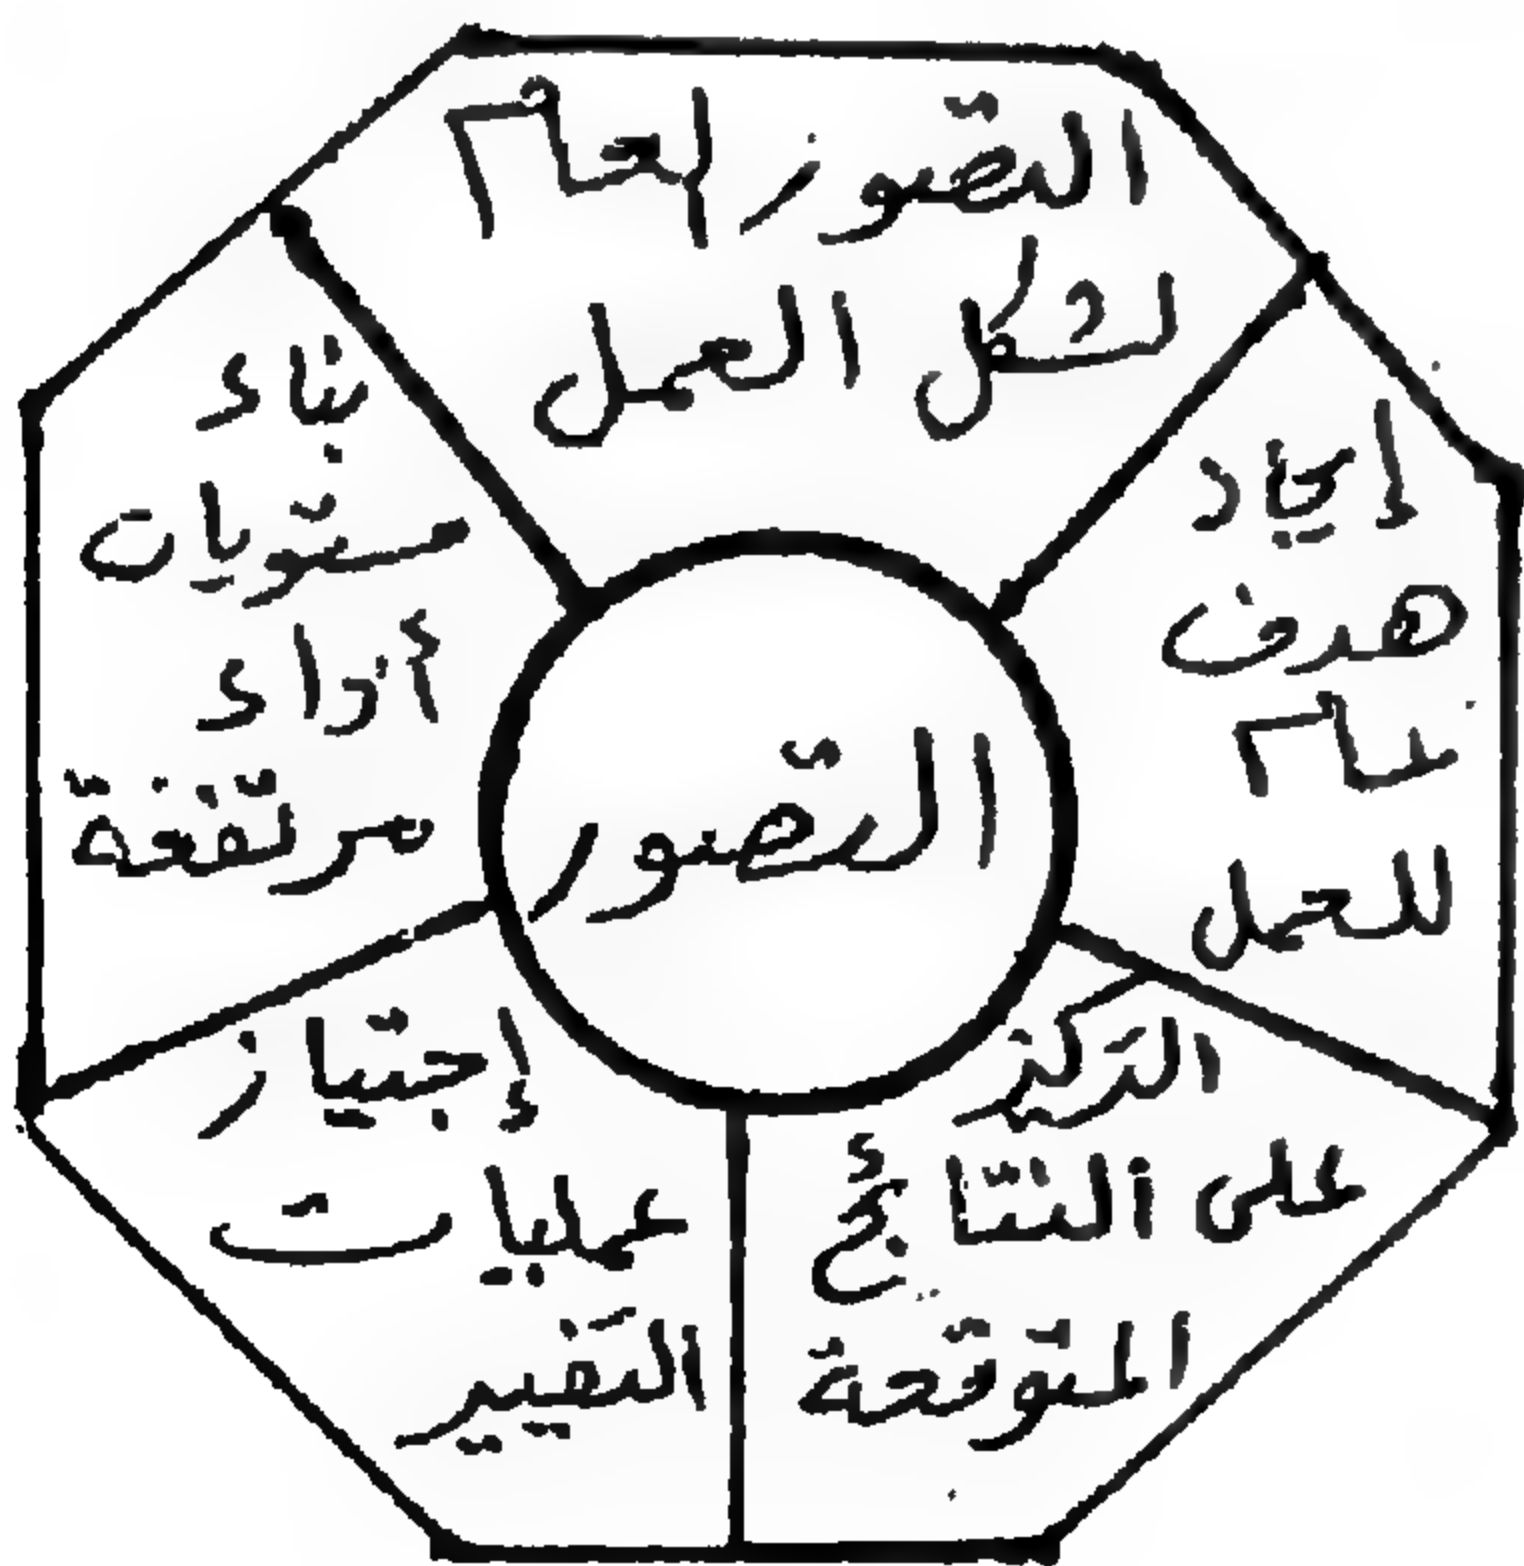 التصور العام
لشكل العمل
إيجاد
هدف
عام
للعمل
التركيز
على النتائج
المتوقعة
إجتياز
عمليات
التغيير
بناء
مستويات
أداء
مرتفعة
التصور